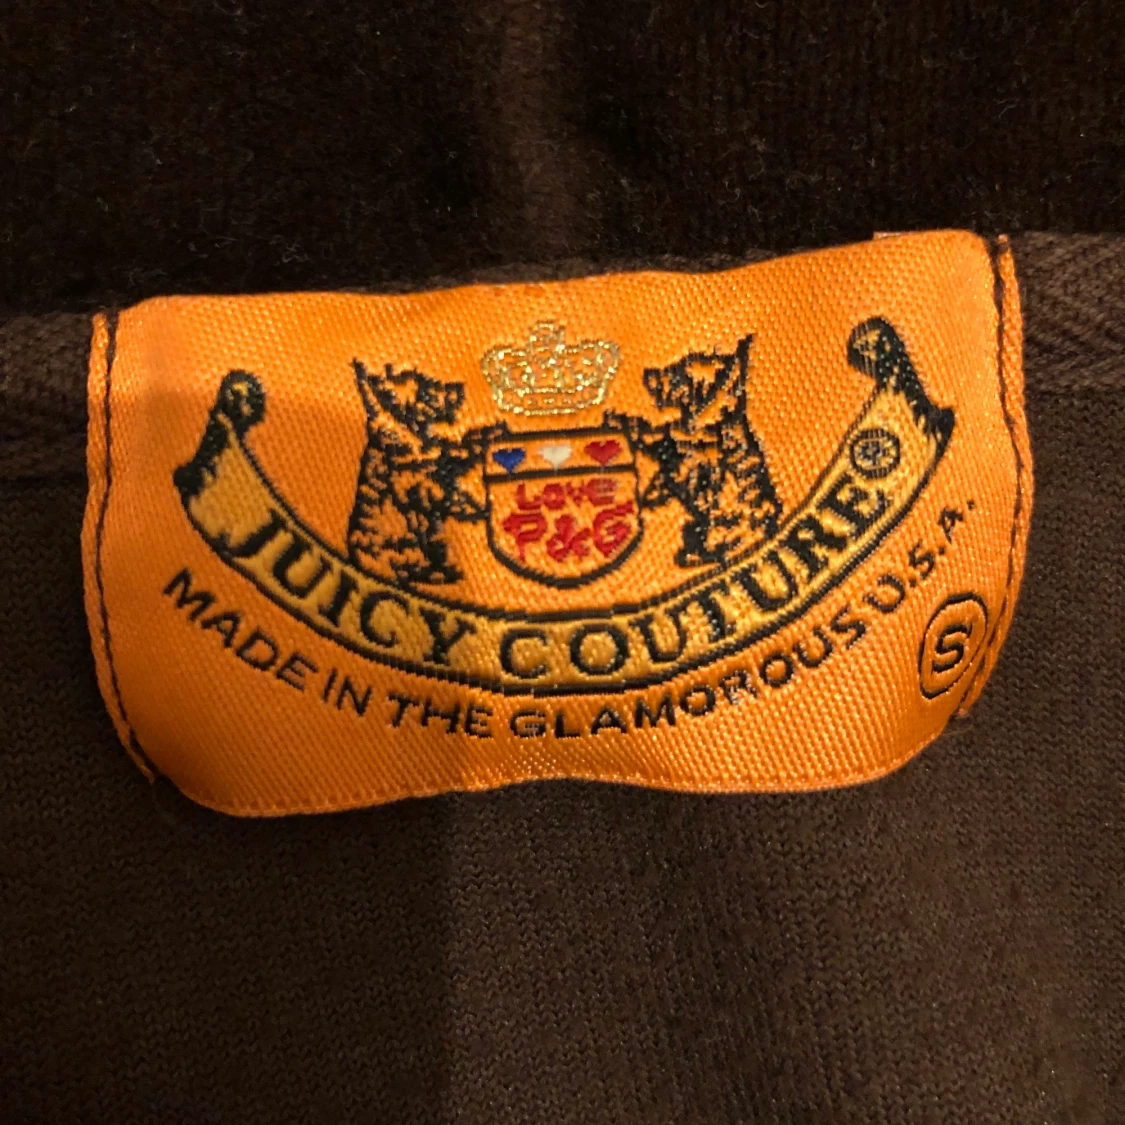 LOVE
P&G
JUICY COUTURE®
MADE IN THE GLAMOROUS U.S.A.
S